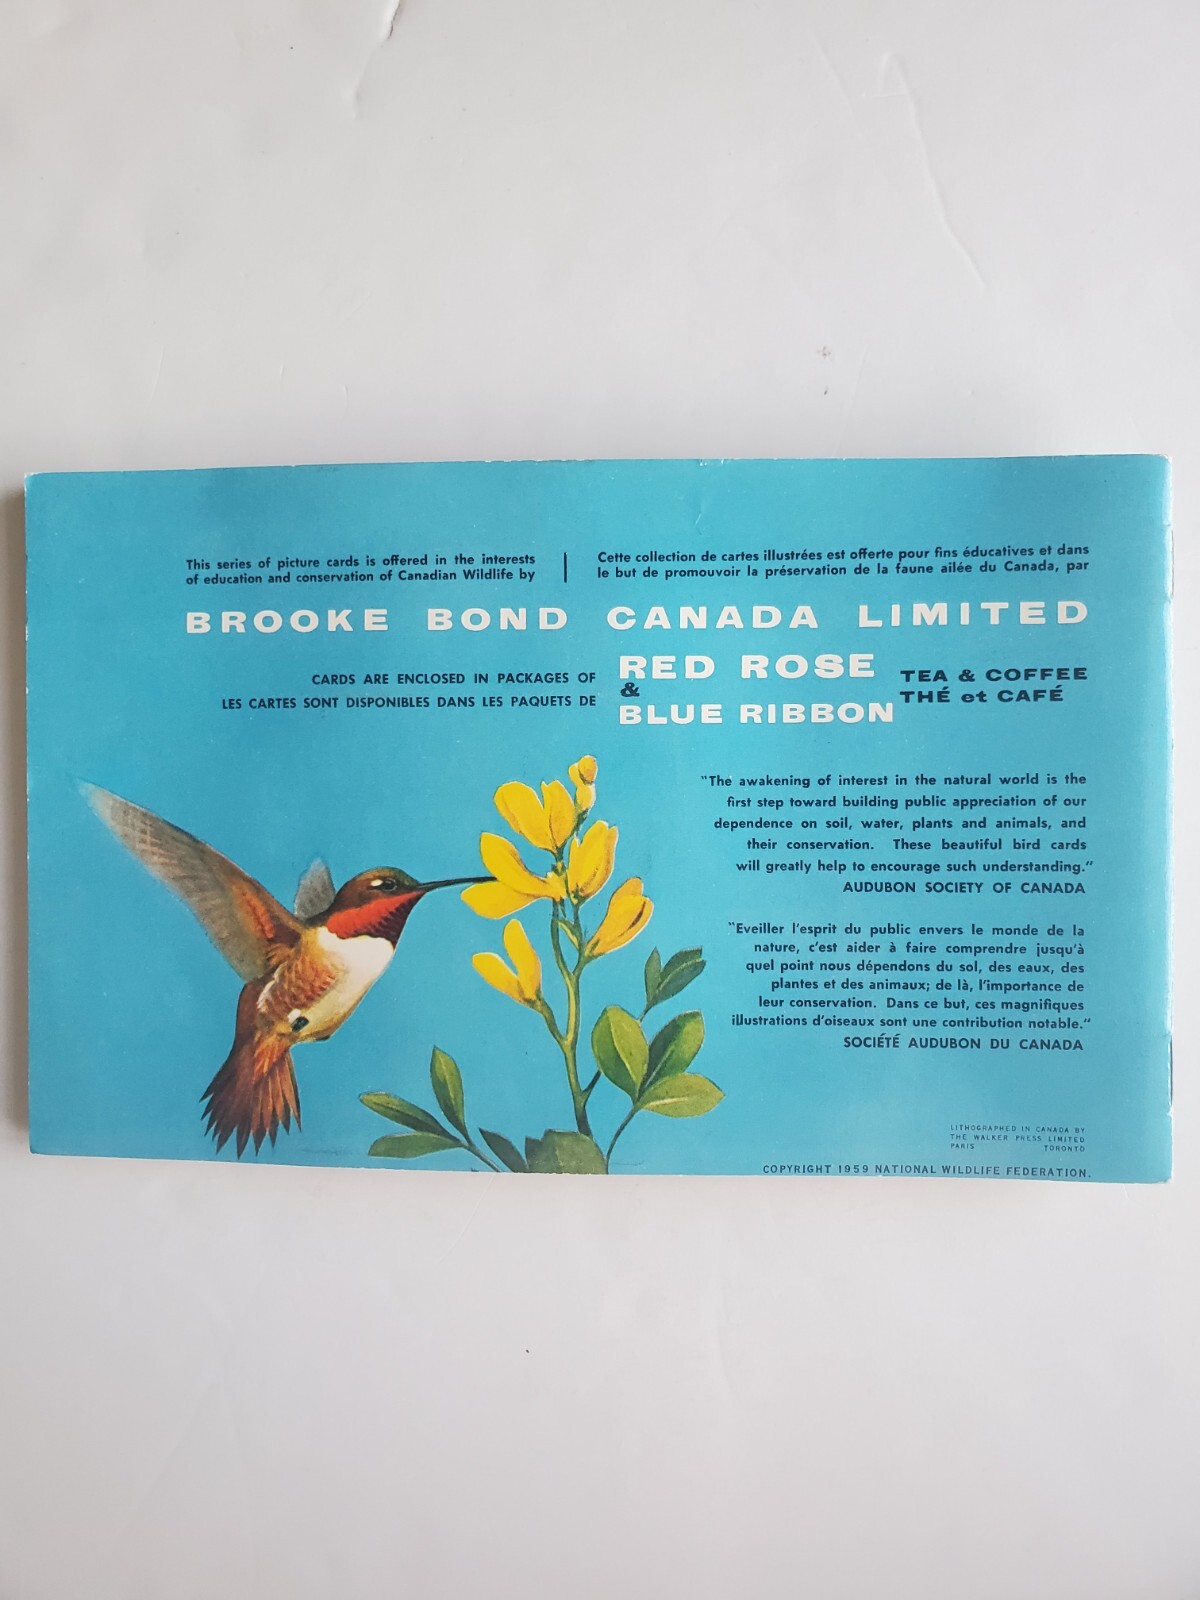 This series of picture cards is offered in the interests
of education and conservation of Canadian Wildlife by
Cette collection de cartes illustrées est offerte pour fins éducatives et dans
le but de promouvoir la préservation de la faune ailée du Canada, par
BROOKE BOND CANADA LIMITED
CARDS ARE ENCLOSED IN PACKAGES OF
LES CARTES SONT DISPONIBLES DANS LES PAQUETS DE
RED ROSE
&
BLUE RIBBON
TEA & COFFEE
THÉ et CAFÉ
"The awakening of interest in the natural world is the
first step toward building public appreciation of our
dependence on soil, water, plants and animals, and
their conservation. These beautiful bird cards
will greatly help to encourage such understanding."
AUDUBON SOCIETY OF CANADA
"Eveiller l'esprit du public envers le monde de la
nature, c'est aider à faire comprendre jusqu'à
quel point nous dépendons du sol, des eaux, des
plantes et des animaux; de là, l'importance de
leur conservation. Dans ce but, ces magnifiques
illustrations d'oiseaux sont une contribution notable."
SOCIÉTÉ AUDUBON DU CANADA
LITHOGRAPHED IN CANADA BY
THE WALKER PRESS LIMITED
PARIS TORONTO
COPYRIGHT 1959 NATIONAL WILDLIFE FEDERATION.